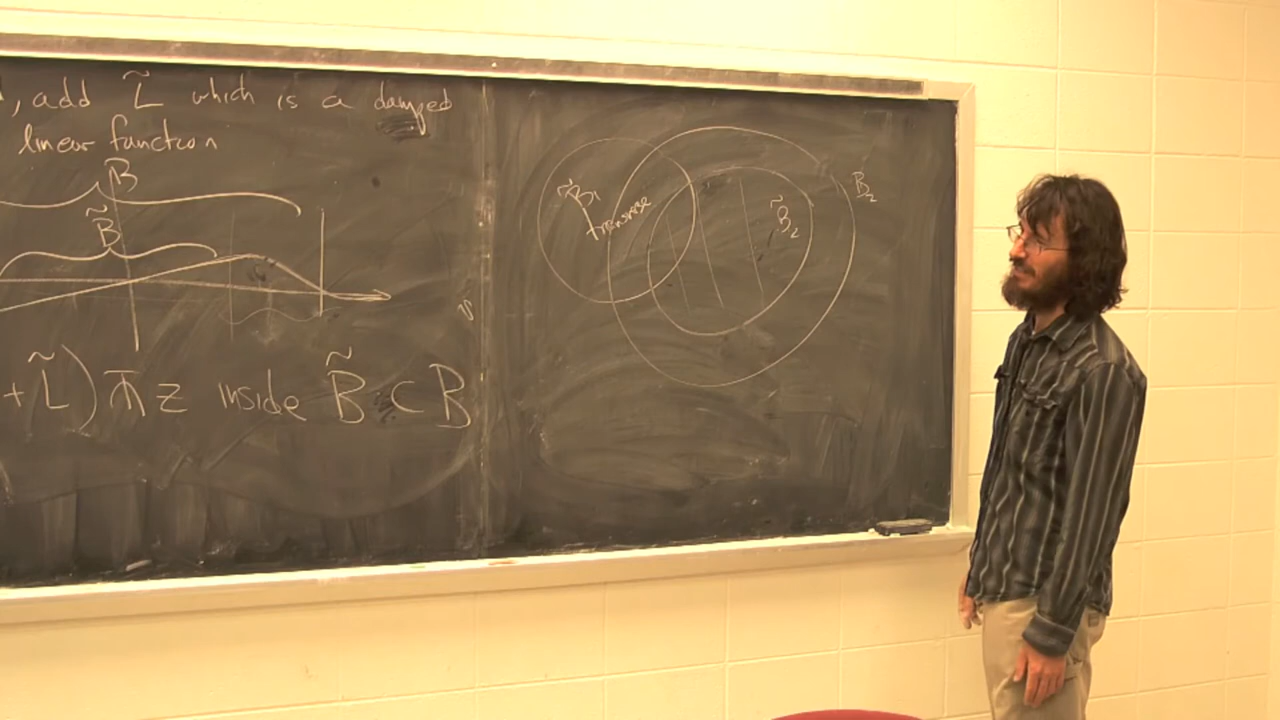 , add L̃ which is a damped
linear function
B
B̃
+ L̃) π z inside B̃ ⊂ B
B̃₁
transverse
B̃₂
B₂